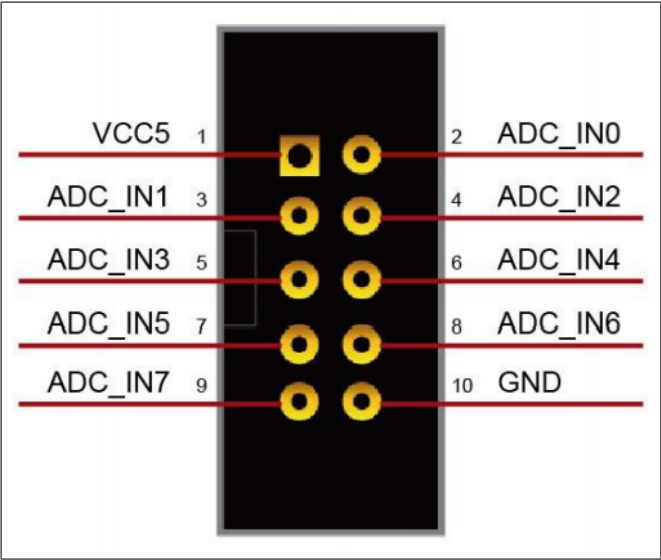 VCC5 1 2 ADC_IN0
ADC_IN1 3 4 ADC_IN2
ADC_IN3 5 6 ADC_IN4
ADC_IN5 7 8 ADC_IN6
ADC_IN7 9 10 GND